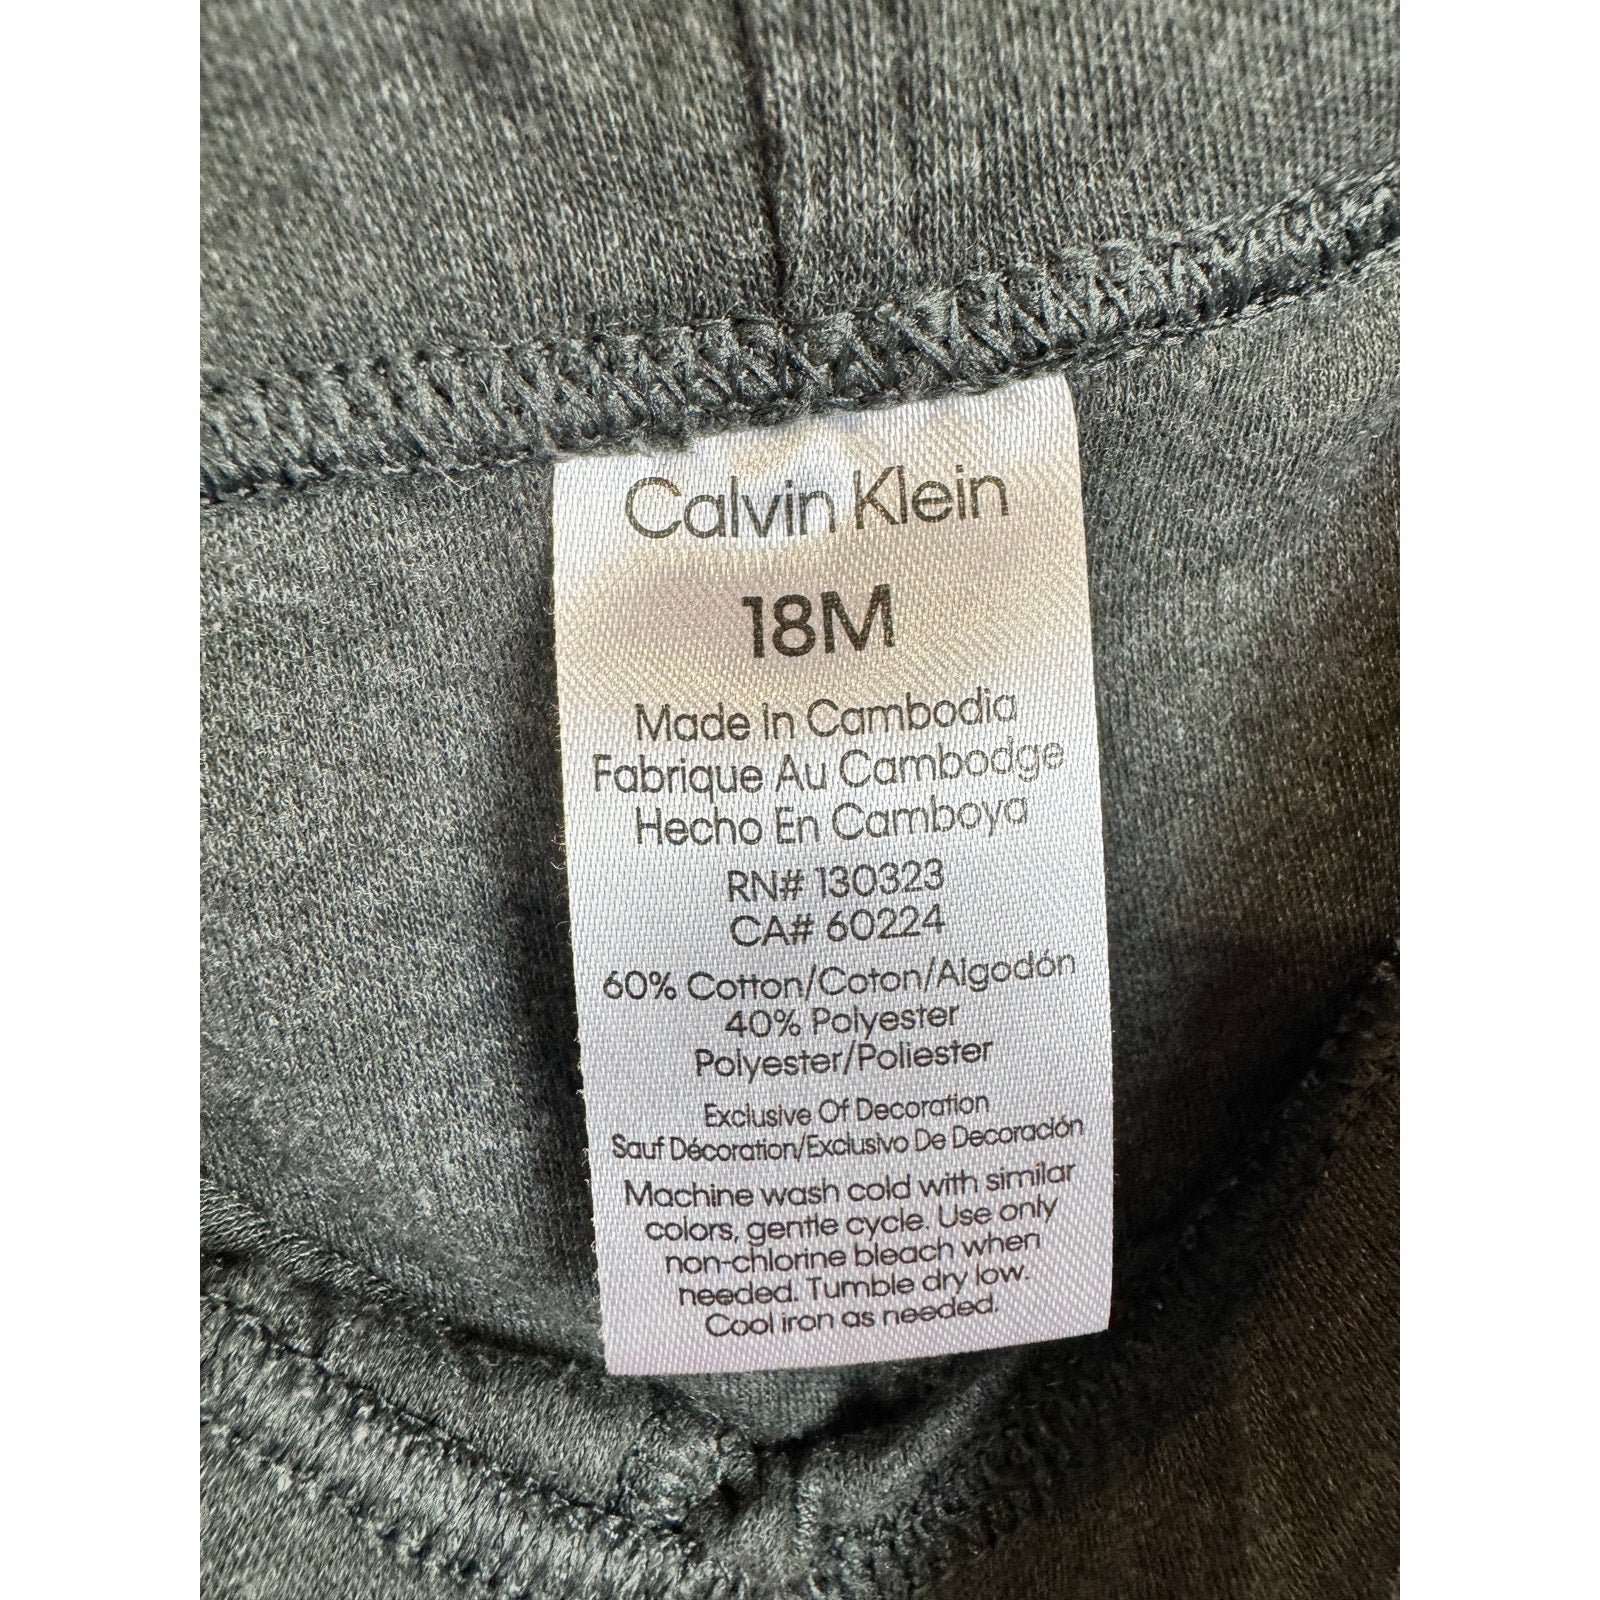 Calvin Klein
18M
Made In Cambodia
Fabrique Au Cambodge
Hecho En Camboya
RN# 130323
CA# 60224
60% Cotton/Coton/Algodón
40% Polyester
Polyester/Poliester
Exclusive Of Decoration
Sauf Décoration/Exclusivo De Decoración
Machine wash cold with similar
colors, gentle cycle. Use only
non-chlorine bleach when
needed. Tumble dry low.
Cool iron as needed.